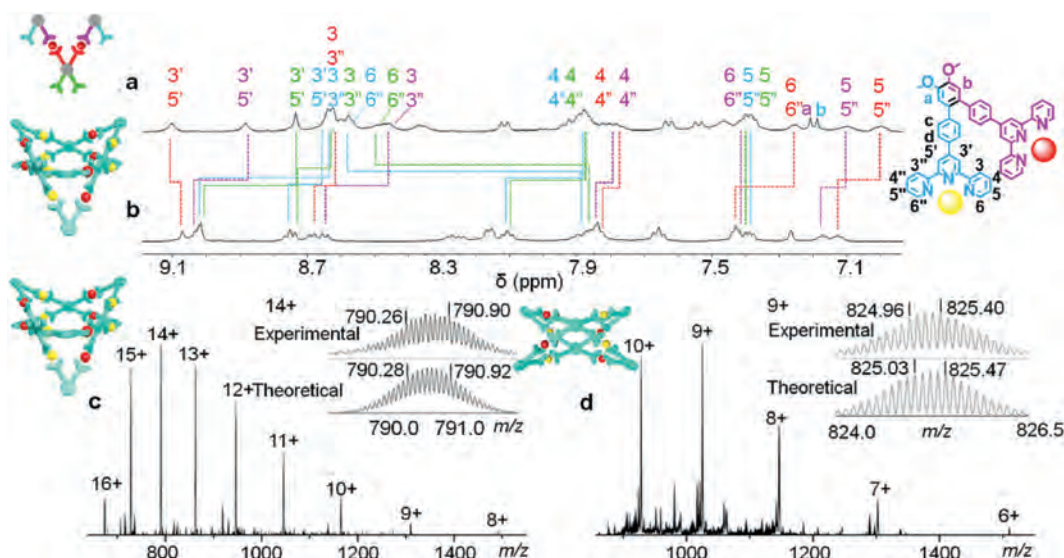 3
3"
3' 3' 3' 3' 3 3 6 6 3 4 4 4 4 6 5 5 6 5 5
5' 5' 5' 5' 3" 3" 6" 6" 3" 4" 4" 4" 4" 6" 5" 5" 6" a b 5" 5"
a
b
9.1 8.7 8.3 7.9 7.5 7.1
δ (ppm)
O
O
a
b
c
d
5' 3'
3" 3
4" 4
5" 5
6" 6
N N N
N
N
N
c
16+
15+
14+
13+
12+
11+
10+
9+
8+
14+
Experimental
790.26 790.90
Theoretical
790.28 790.92
790.0 791.0 m/z
800 1000 1200 1400 m/z
d
10+
9+
8+
7+
6+
9+
Experimental
824.96 825.40
Theoretical
825.03 825.47
824.0 m/z 826.5
1000 1200 1400 m/z